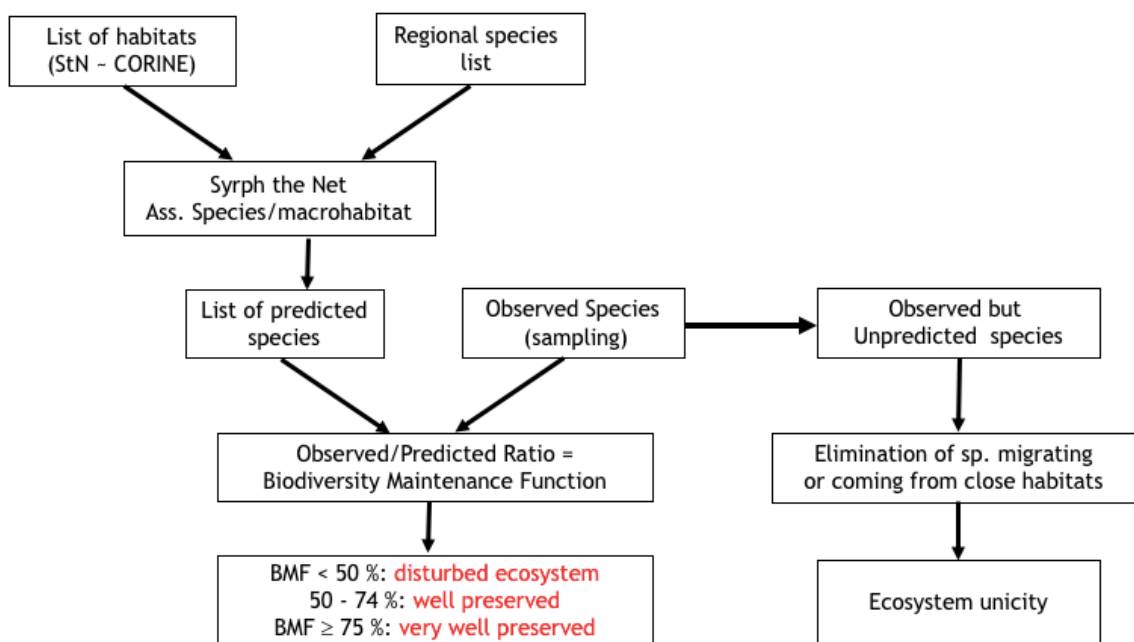 List of habitats
(StN ~ CORINE)
Regional species
list
Syrph the Net
Ass. Species/macrohabitat
List of predicted
species
Observed Species
(sampling)
Observed but
Unpredicted species
Observed/Predicted Ratio =
Biodiversity Maintenance Function
Elimination of sp. migrating
or coming from close habitats
BMF < 50 %: disturbed ecosystem
50 - 74 %: well preserved
BMF ≥ 75 %: very well preserved
Ecosystem unicity